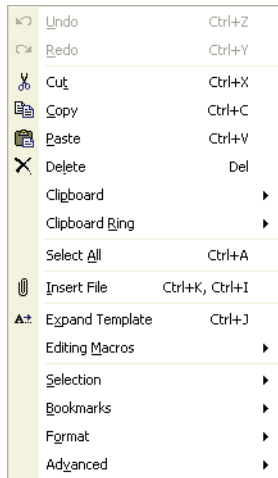 Undo Ctrl+Z
Redo Ctrl+Y
Cut Ctrl+X
Copy Ctrl+C
Paste Ctrl+V
Delete Del
Clipboard
Clipboard Ring
Select All Ctrl+A
Insert File Ctrl+K, Ctrl+I
Expand Template Ctrl+J
Editing Macros
Selection
Bookmarks
Format
Advanced